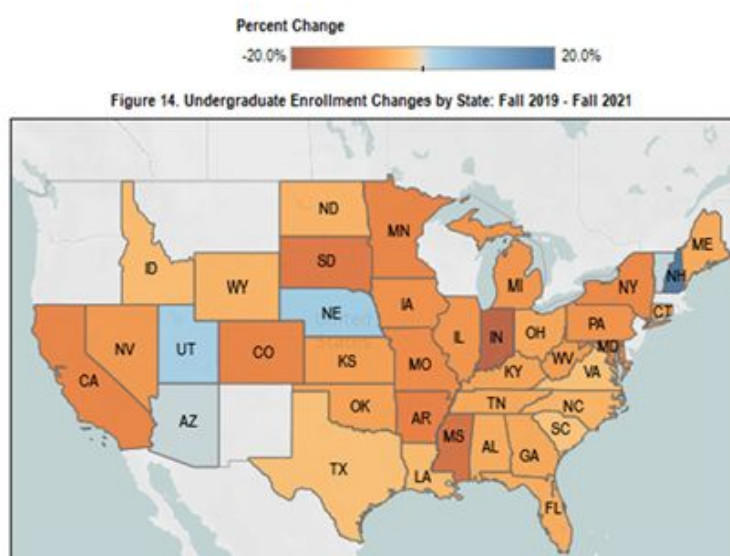 Percent Change
-20.0% 20.0%
Figure 14. Undergraduate Enrollment Changes by State: Fall 2019 - Fall 2021
ND
MN
ME
ID
SD
NH
WY
MI
NY
IA
CT
NE
PA
NV
UT
IL
IN
OH
MD
CO
MO
WV
CA
KS
KY
VA
TN
NC
OK
AR
AZ
SC
MS
AL
GA
TX
LA
FL